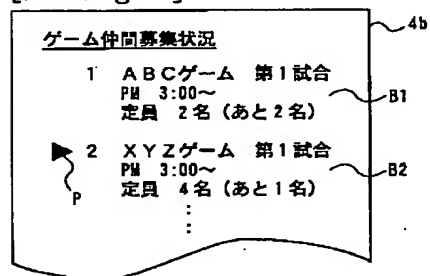 4b
ゲーム仲間募集状況
1 ABCゲーム 第1試合
PM 3:00~
定員 2名 (あと2名)
B1
2 XYZゲーム 第1試合
PM 3:00~
定員 4名 (あと1名)
B2
P